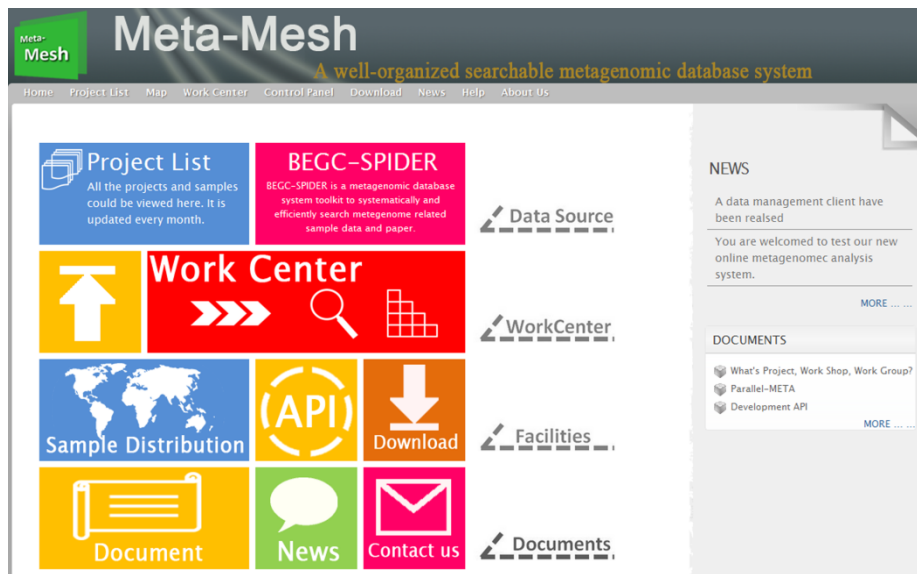 Meta-
Mesh
Meta-Mesh
A well-organized searchable metagenomic database system
Home Project List Map Work Center Control Panel Download News Help About Us
Project List
All the projects and samples
could be viewed here. It is
updated every month.
BEGC-SPIDER
BEGC-SPIDER is a metagenomic database
system toolkit to systematically and
efficiently search metegenome related
sample data and paper.
Data Source
Work Center
WorkCenter
Sample Distribution
API
Download
Facilities
Document
News
Contact us
Documents
NEWS
A data management client have
been realsed
You are welcomed to test our new
online metagenomec analysis
system.
MORE ... ...
DOCUMENTS
What's Project, Work Shop, Work Group?
Parallel-META
Development API
MORE ... ...